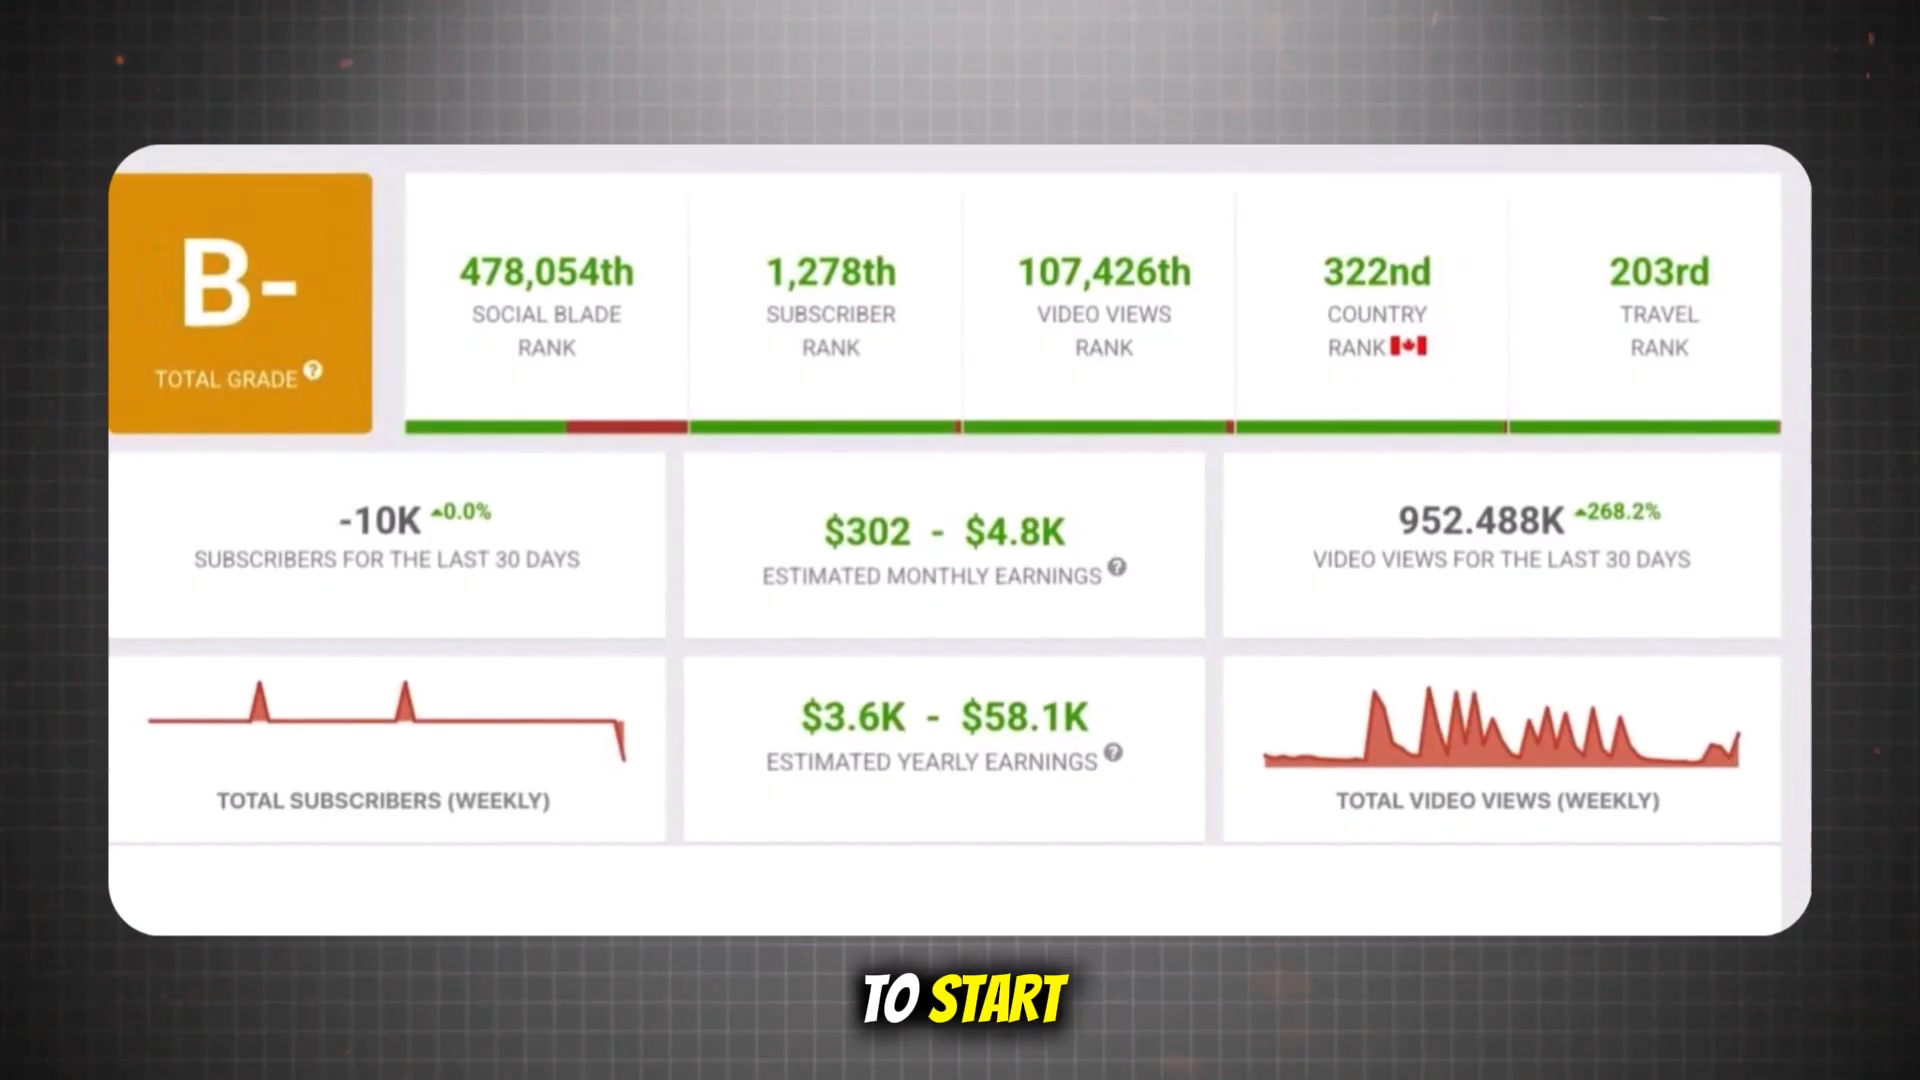 B-
TOTAL GRADE ?
478,054th
SOCIAL BLADE
RANK
1,278th
SUBSCRIBER
RANK
107,426th
VIDEO VIEWS
RANK
322nd
COUNTRY
RANK
203rd
TRAVEL
RANK
-10K 0.0%
SUBSCRIBERS FOR THE LAST 30 DAYS
$302 - $4.8K
ESTIMATED MONTHLY EARNINGS ?
952.488K 268.2%
VIDEO VIEWS FOR THE LAST 30 DAYS
TOTAL SUBSCRIBERS (WEEKLY)
$3.6K - $58.1K
ESTIMATED YEARLY EARNINGS ?
TOTAL VIDEO VIEWS (WEEKLY)
TO START